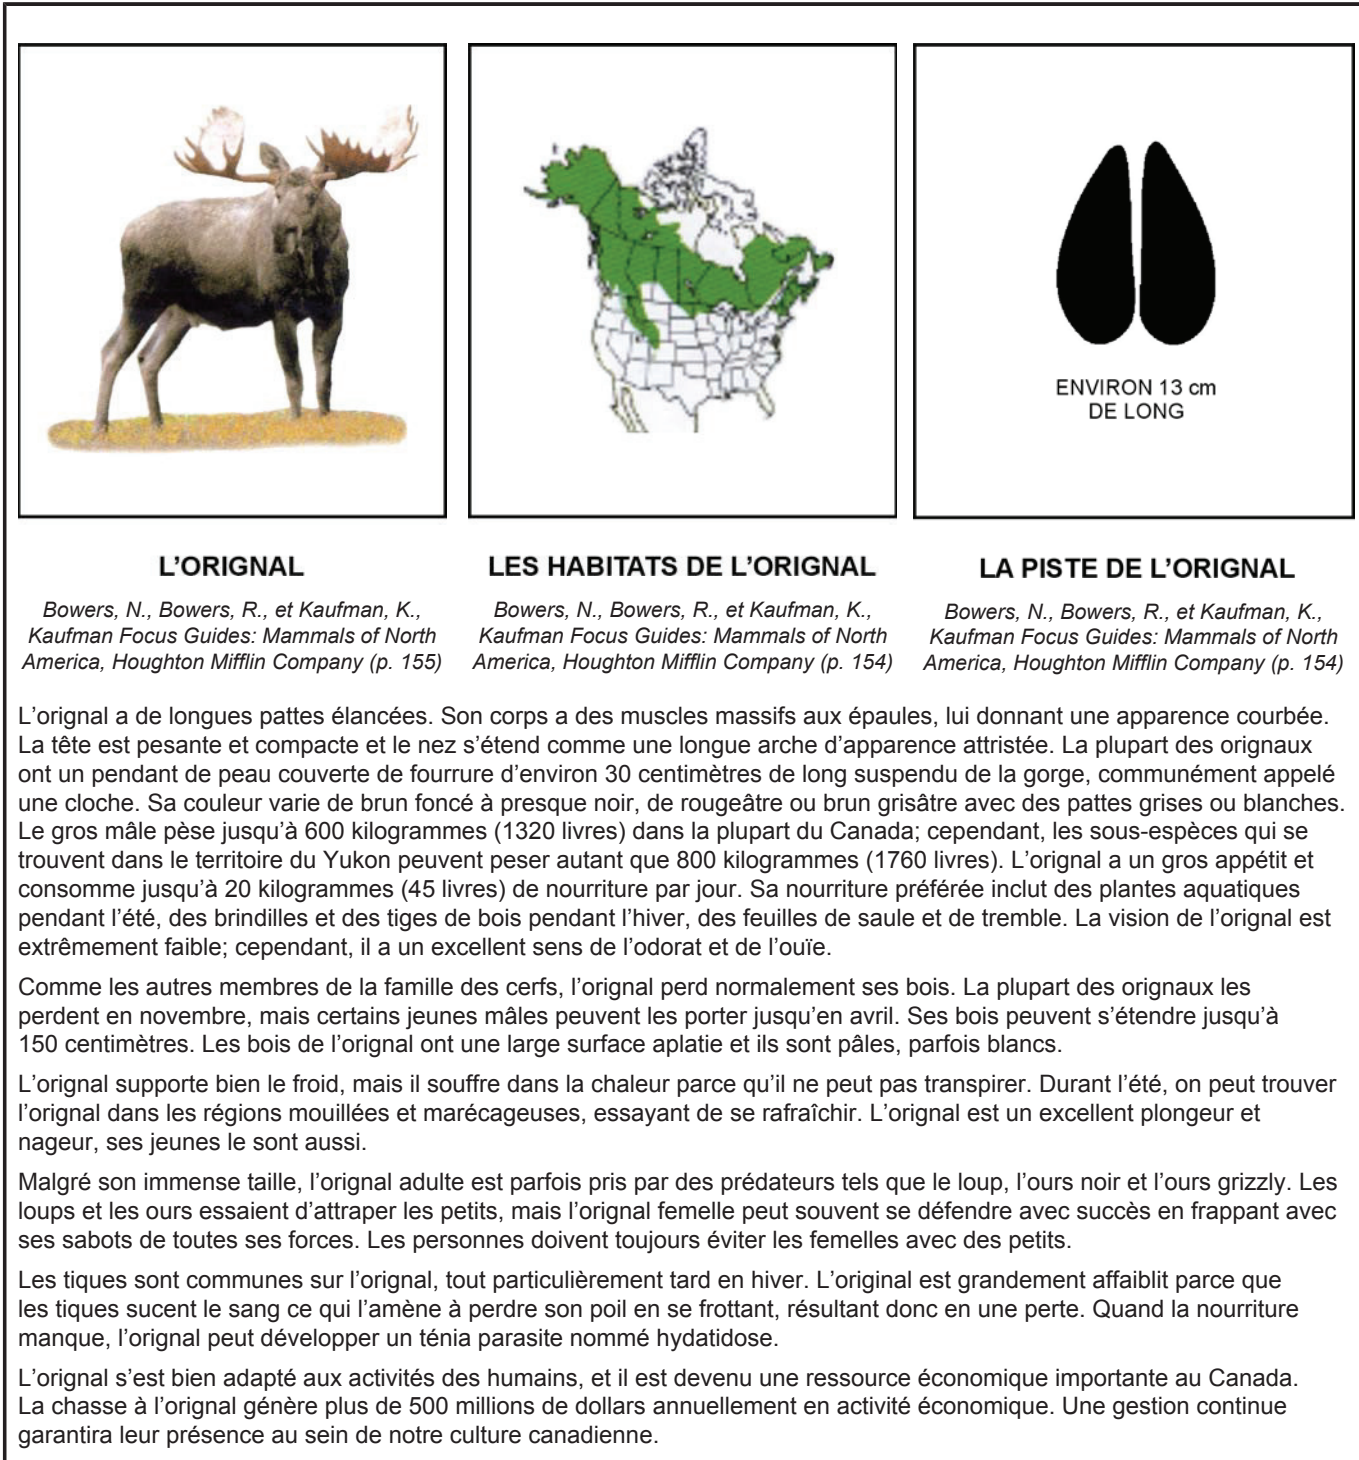 ENVIRON 13 cm
DE LONG
L'ORIGNAL
Bowers, N., Bowers, R., et Kaufman, K.,
Kaufman Focus Guides: Mammals of North
America, Houghton Mifflin Company (p. 155)
LES HABITATS DE L'ORIGNAL
Bowers, N., Bowers, R., et Kaufman, K.,
Kaufman Focus Guides: Mammals of North
America, Houghton Mifflin Company (p. 154)
LA PISTE DE L'ORIGNAL
Bowers, N., Bowers, R., et Kaufman, K.,
Kaufman Focus Guides: Mammals of North
America, Houghton Mifflin Company (p. 154)
L'orignal a de longues pattes élancées. Son corps a des muscles massifs aux épaules, lui donnant une apparence courbée.
La tête est pesante et compacte et le nez s'étend comme une longue arche d'apparence attristée. La plupart des orignaux
ont un pendant de peau couverte de fourrure d'environ 30 centimètres de long suspendu de la gorge, communément appelé
une cloche. Sa couleur varie de brun foncé à presque noir, de rougeâtre ou brun grisâtre avec des pattes grises ou blanches.
Le gros mâle pèse jusqu'à 600 kilogrammes (1320 livres) dans la plupart du Canada; cependant, les sous-espèces qui se
trouvent dans le territoire du Yukon peuvent peser autant que 800 kilogrammes (1760 livres). L'orignal a un gros appétit et
consomme jusqu'à 20 kilogrammes (45 livres) de nourriture par jour. Sa nourriture préférée inclut des plantes aquatiques
pendant l'été, des brindilles et des tiges de bois pendant l'hiver, des feuilles de saule et de tremble. La vision de l'orignal est
extrêmement faible; cependant, il a un excellent sens de l'odorat et de l'ouïe.
Comme les autres membres de la famille des cerfs, l'orignal perd normalement ses bois. La plupart des orignaux les
perdent en novembre, mais certains jeunes mâles peuvent les porter jusqu'en avril. Ses bois peuvent s'étendre jusqu'à
150 centimètres. Les bois de l'orignal ont une large surface aplatie et ils sont pâles, parfois blancs.
L'orignal supporte bien le froid, mais il souffre dans la chaleur parce qu'il ne peut pas transpirer. Durant l'été, on peut trouver
l'orignal dans les régions mouillées et marécageuses, essayant de se rafraîchir. L'orignal est un excellent plongeur et
nageur, ses jeunes le sont aussi.
Malgré son immense taille, l'orignal adulte est parfois pris par des prédateurs tels que le loup, l'ours noir et l'ours grizzly. Les
loups et les ours essaient d'attraper les petits, mais l'orignal femelle peut souvent se défendre avec succès en frappant avec
ses sabots de toutes ses forces. Les personnes doivent toujours éviter les femelles avec des petits.
Les tiques sont communes sur l'orignal, tout particulièrement tard en hiver. L'original est grandement affaiblit parce que
les tiques sucent le sang ce qui l'amène à perdre son poil en se frottant, résultant donc en une perte. Quand la nourriture
manque, l'orignal peut développer un ténia parasite nommé hydatidose.
L'orignal s'est bien adapté aux activités des humains, et il est devenu une ressource économique importante au Canada.
La chasse à l'orignal génère plus de 500 millions de dollars annuellement en activité économique. Une gestion continue
garantira leur présence au sein de notre culture canadienne.